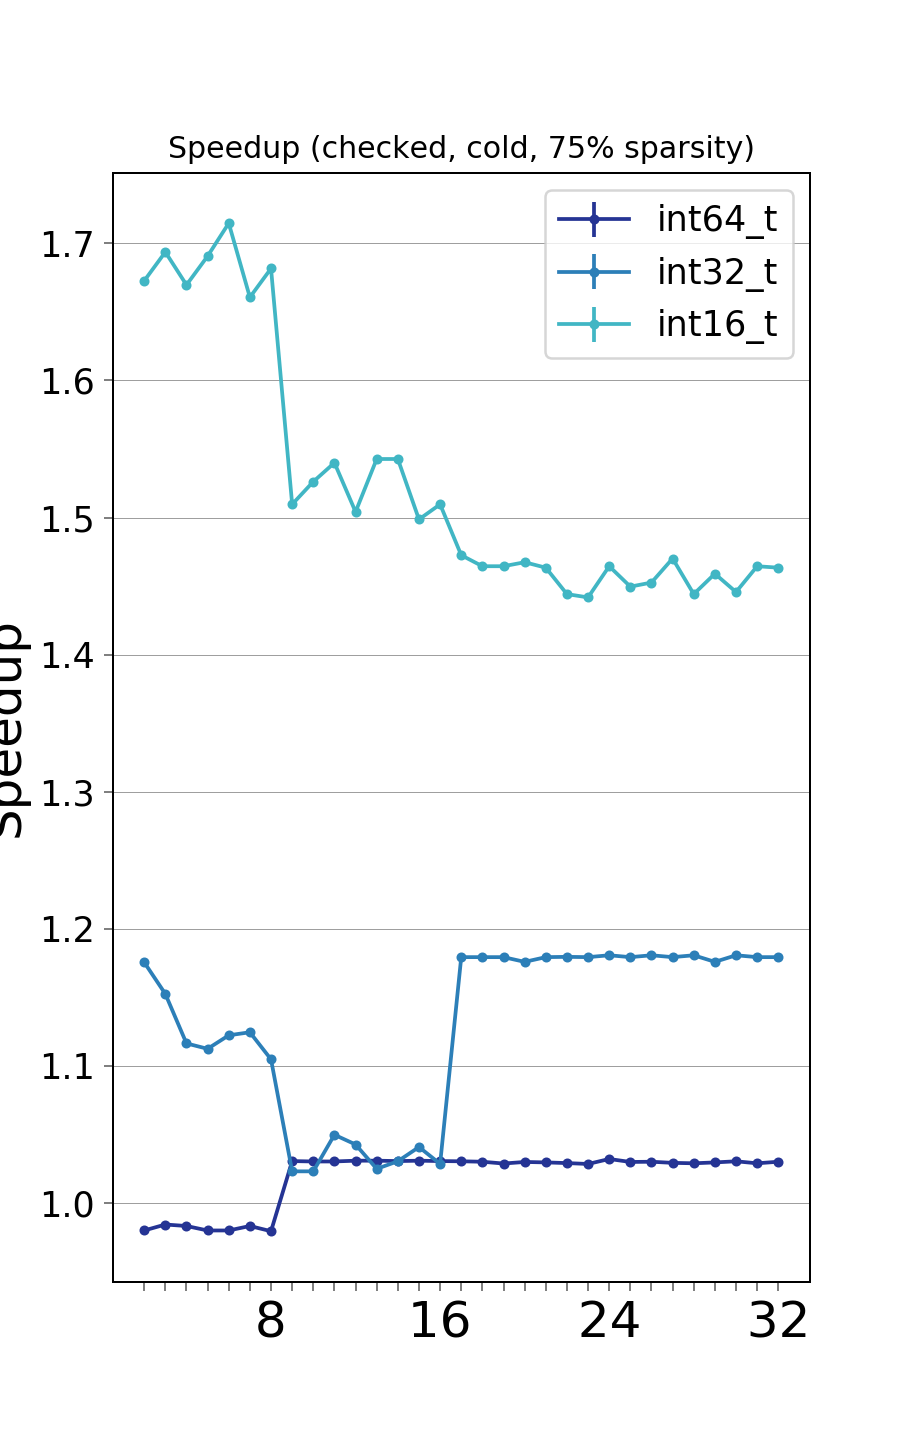 Speedup (checked, cold, 75% sparsity)
int64_t
int32_t
int16_t
1.7
1.6
1.5
1.4
1.3
1.2
1.1
1.0
Speedup
8 16 24 32